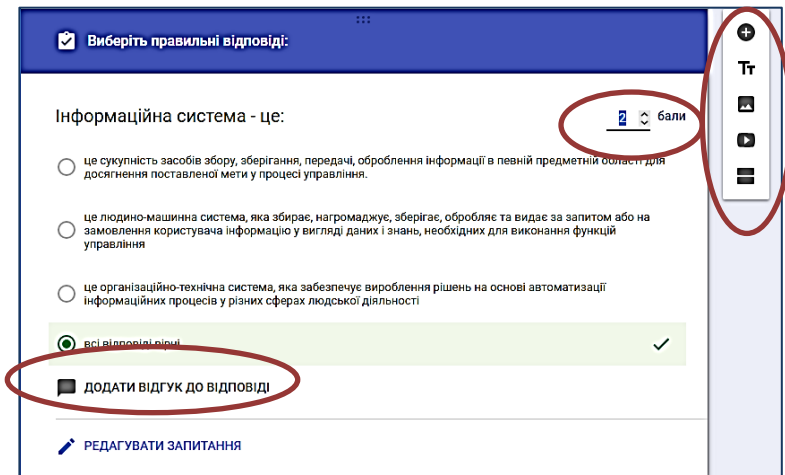 Виберіть правильні відповіді:
Інформаційна система - це:
2 бали
це сукупність засобів збору, зберігання, передачі, оброблення інформації в певній предметній області для
досягнення поставленої мети у процесі управління.
це людино-машинна система, яка збирає, нагромаджує, зберігає, обробляє та видає за запитом або на
замовлення користувача інформацію у вигляді даних і знань, необхідних для виконання функцій
управління
це організаційно-технічна система, яка забезпечує вироблення рішень на основі автоматизації
інформаційних процесів у різних сферах людської діяльності
всі відповіді вірні
ДОДАТИ ВІДГУК ДО ВІДПОВІДІ
РЕДАГУВАТИ ЗАПИТАННЯ
Тт